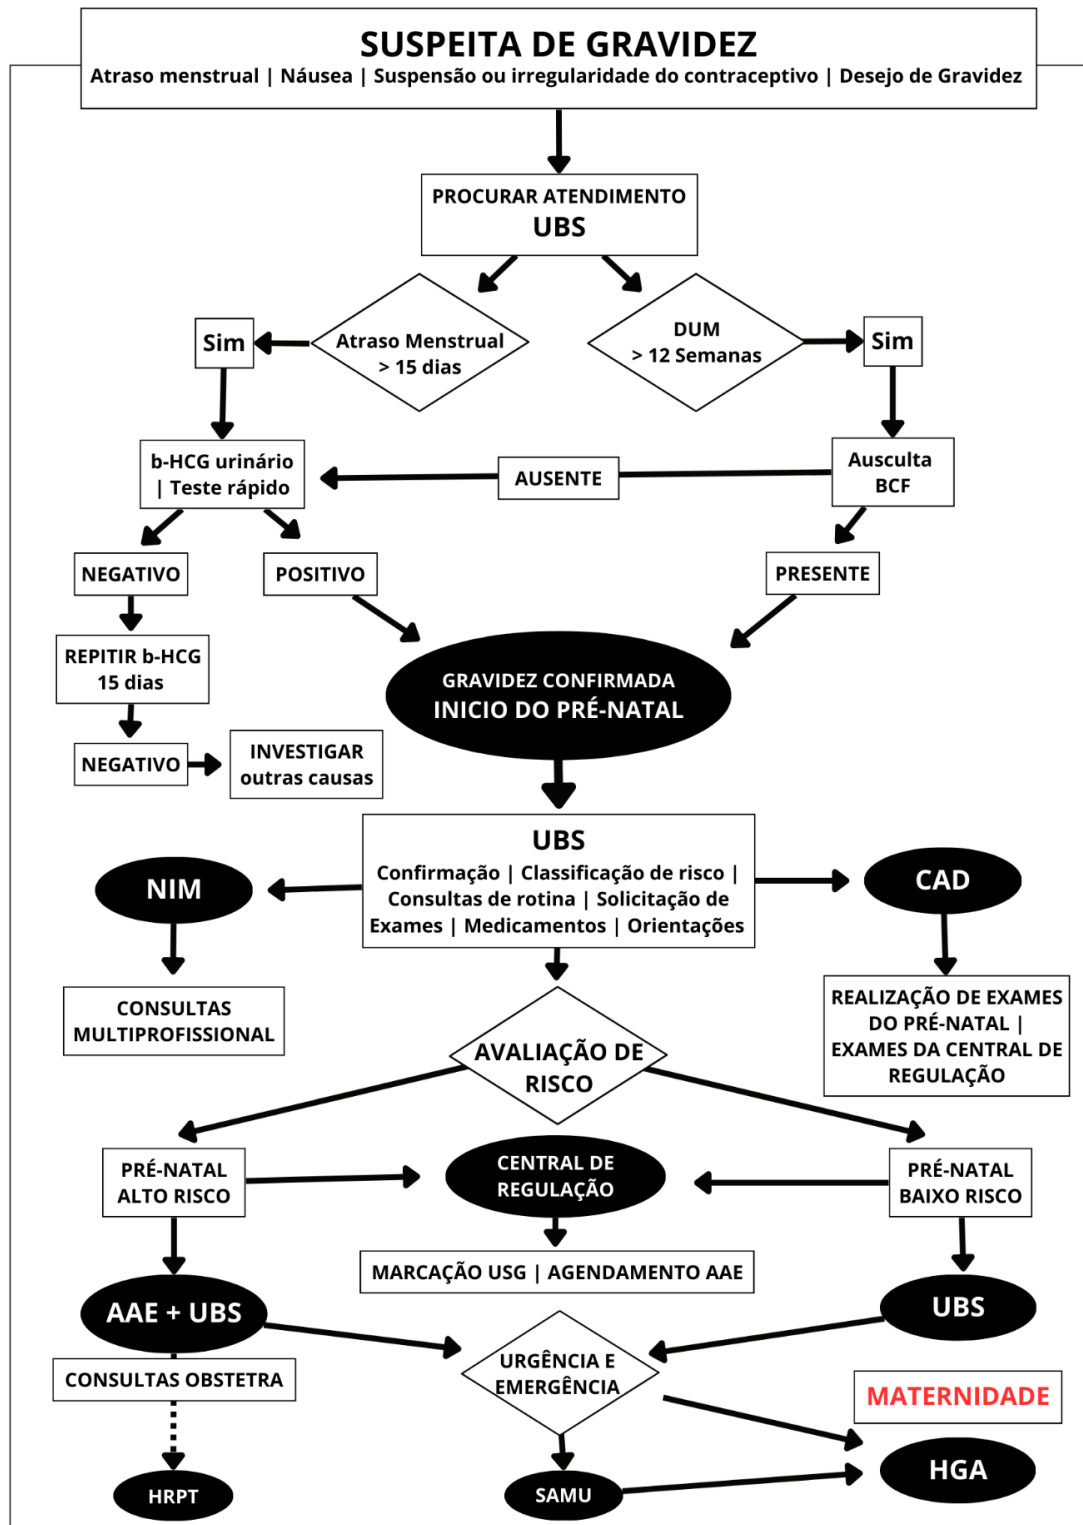 SUSPEITA DE GRAVIDEZ
Atraso menstrual | Náusea | Suspensão ou irregularidade do contraceptivo | Desejo de Gravidez
PROCURAR ATENDIMENTO
UBS
Atraso Menstrual
> 15 dias
Sim
DUM
> 12 Semanas
Sim
b-HCG urinário
| Teste rápido
AUSENTE
Ausculta
BCF
NEGATIVO
POSITIVO
PRESENTE
REPITIR b-HCG
15 dias
GRAVIDEZ CONFIRMADA
INICIO DO PRÉ-NATAL
NEGATIVO
INVESTIGAR
outras causas
UBS
Confirmação | Classificação de risco |
Consultas de rotina | Solicitação de
Exames | Medicamentos | Orientações
NIM
CAD
CONSULTAS
MULTIPROFISSIONAL
REALIZAÇÃO DE EXAMES
DO PRÉ-NATAL |
EXAMES DA CENTRAL DE
REGULAÇÃO
AVALIAÇÃO DE
RISCO
PRÉ-NATAL
ALTO RISCO
CENTRAL DE
REGULAÇÃO
PRÉ-NATAL
BAIXO RISCO
MARCAÇÃO USG | AGENDAMENTO AAE
AAE + UBS
UBS
CONSULTAS OBSTETRA
URGÊNCIA E
EMERGÊNCIA
MATERNIDADE
HRPT
SAMU
HGA